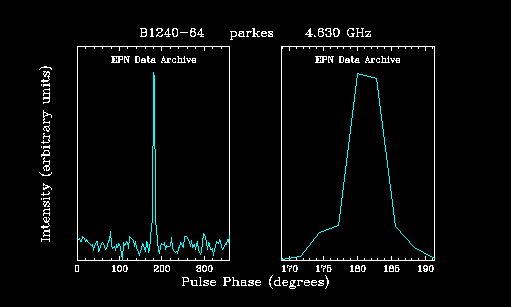 B1240-64 parkes 4.630 GHz
EPN Data Archive EPN Data Archive
Intensity (arbitrary units)
0 100 200 300 170 175 180 185 190
Pulse Phase (degrees)